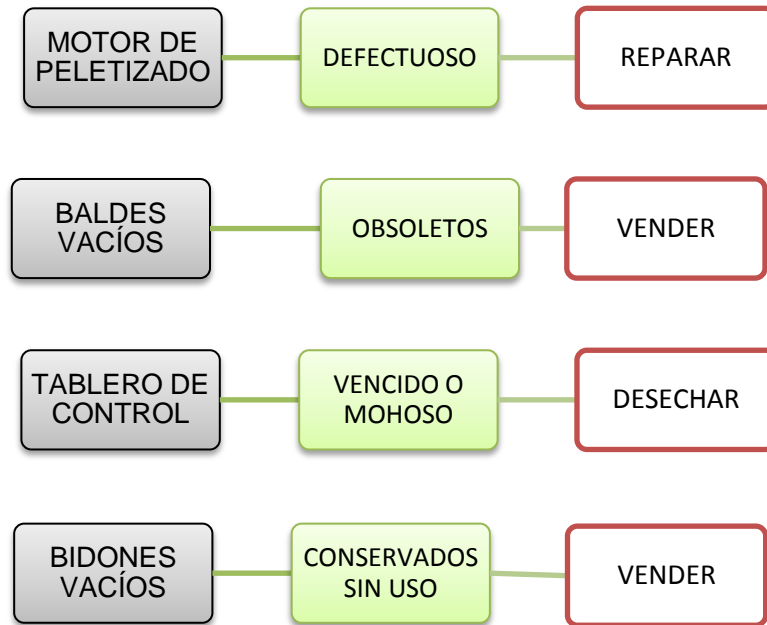 MOTOR DE
PELETIZADO
DEFECTUOSO
REPARAR
BALDES
VACÍOS
OBSOLETOS
VENDER
TABLERO DE
CONTROL
VENCIDO O
MOHOSO
DESECHAR
BIDONES
VACÍOS
CONSERVADOS
SIN USO
VENDER